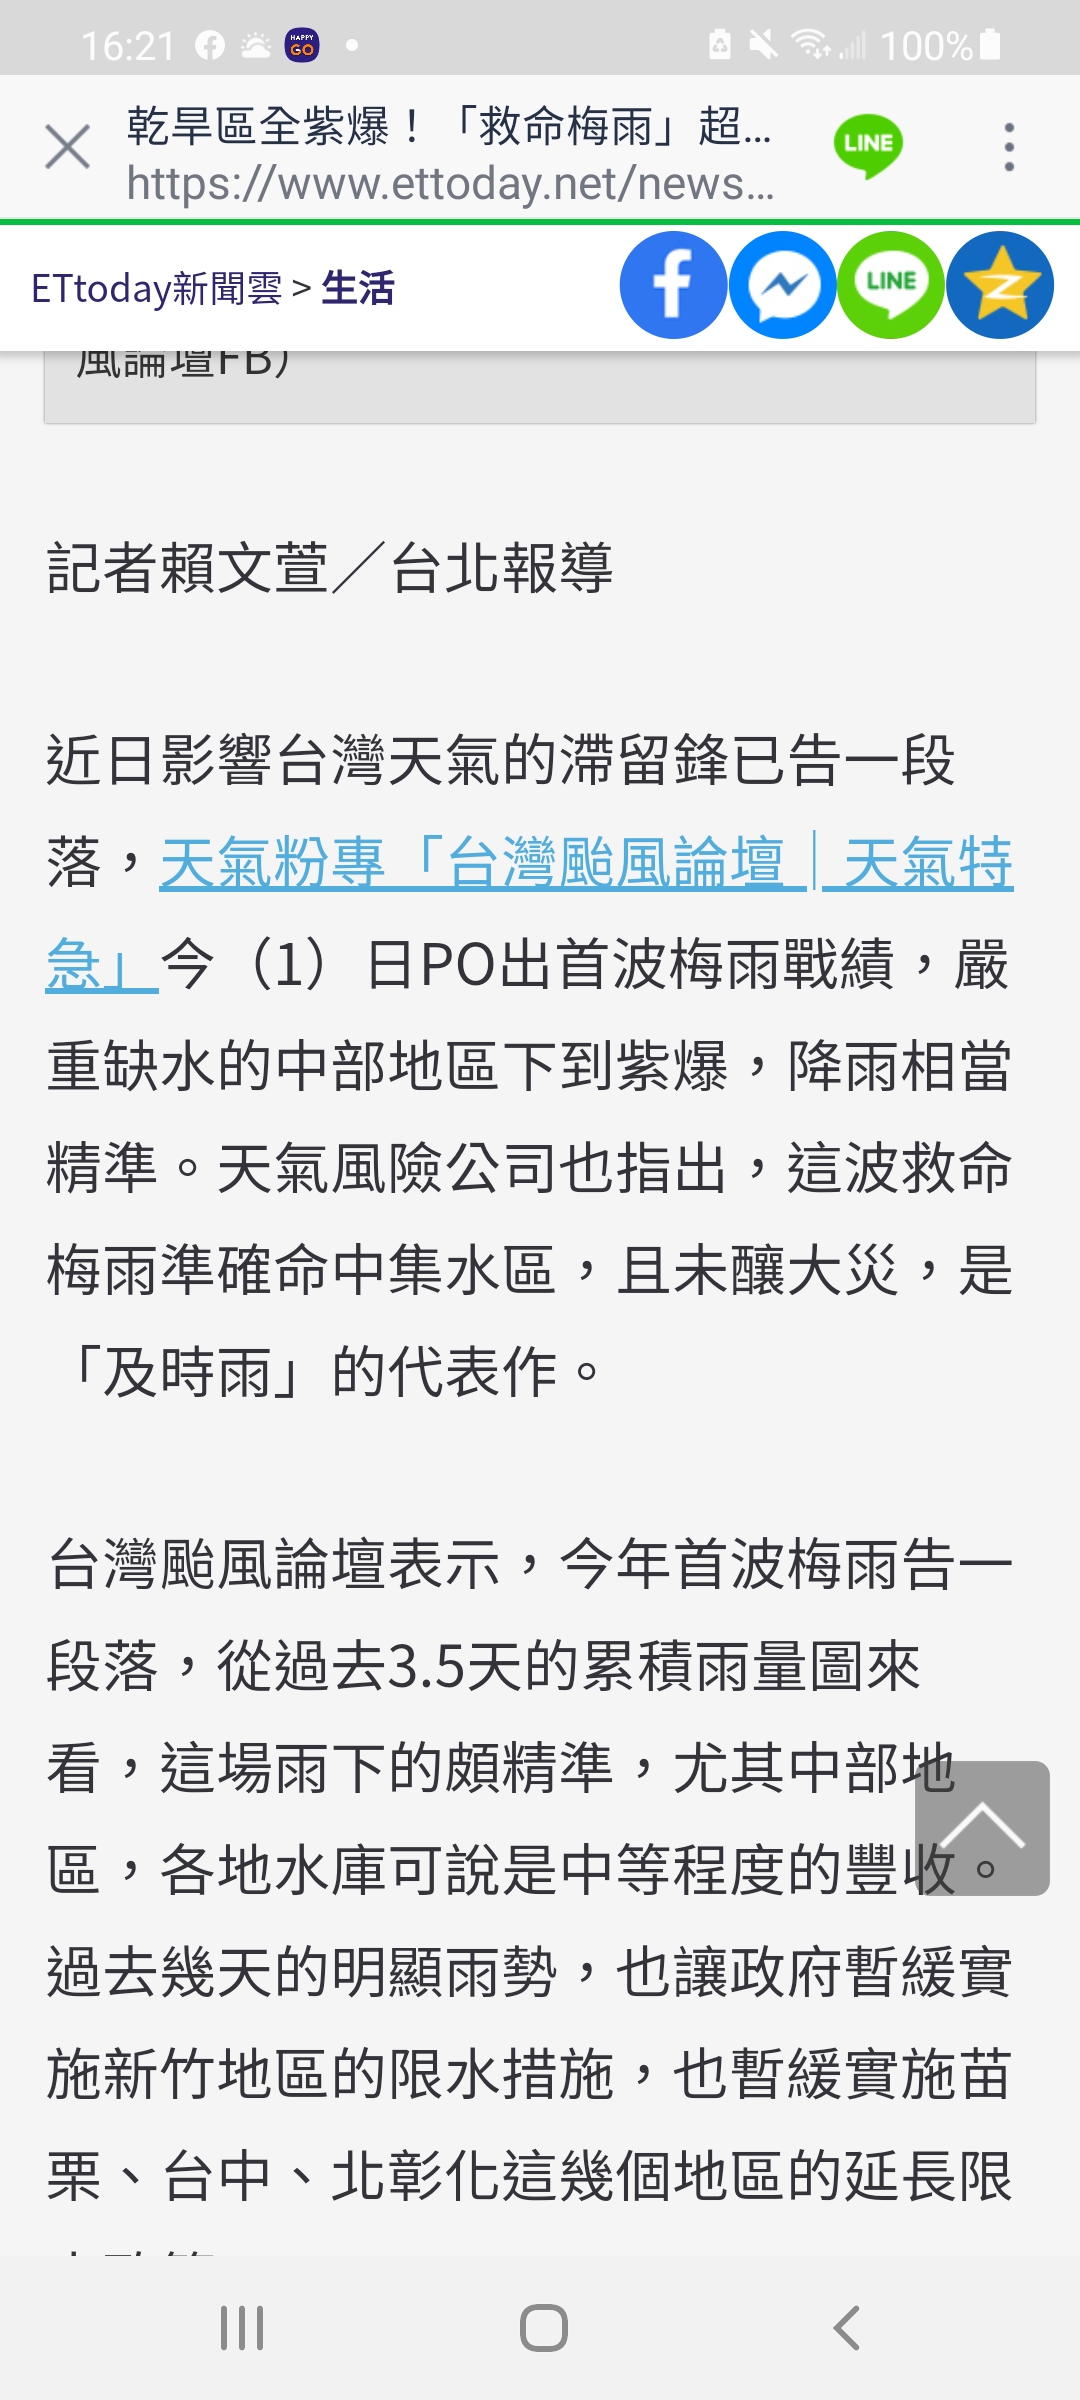 16:21
HAPPY
GO
100%
乾旱區全紫爆！「救命梅雨」超...
https://www.ettoday.net/news...
LINE
ETtoday新聞雲 > 生活
LINE
風論壇FB）
記者賴文萱／台北報導
近日影響台灣天氣的滯留鋒已告一段
落，天氣粉專「台灣颱風論壇｜天氣特
急」今（1）日PO出首波梅雨戰績，嚴
重缺水的中部地區下到紫爆，降雨相當
精準。天氣風險公司也指出，這波救命
梅雨準確命中集水區，且未釀大災，是
「及時雨」的代表作。
台灣颱風論壇表示，今年首波梅雨告一
段落，從過去3.5天的累積雨量圖來
看，這場雨下的頗精準，尤其中部地
區，各地水庫可說是中等程度的豐收。
過去幾天的明顯雨勢，也讓政府暫緩實
施新竹地區的限水措施，也暫緩實施苗
栗、台中、北彰化這幾個地區的延長限